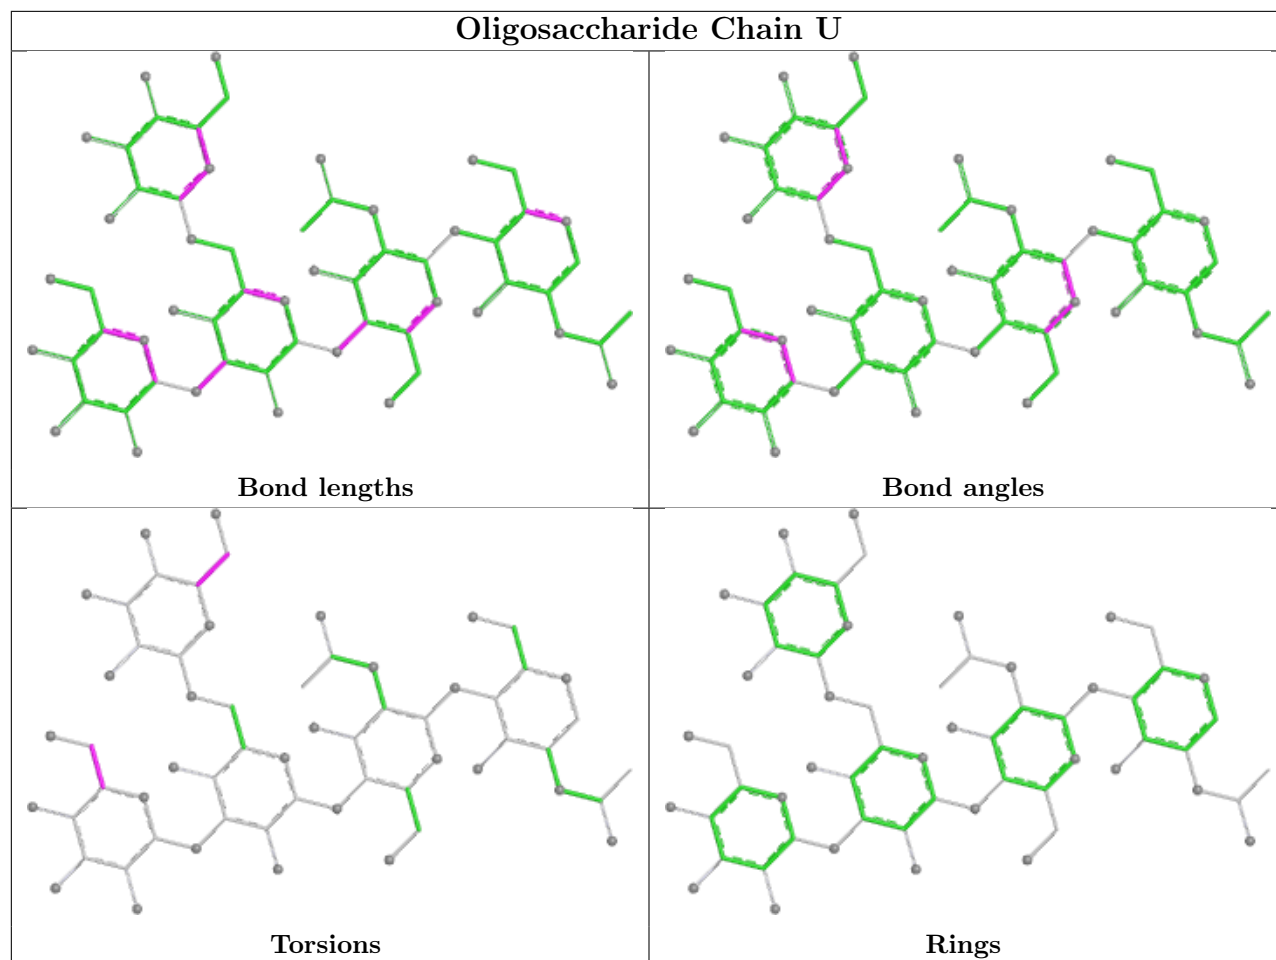 Oligosaccharide Chain U
Bond lengths
Bond angles
Torsions
Rings